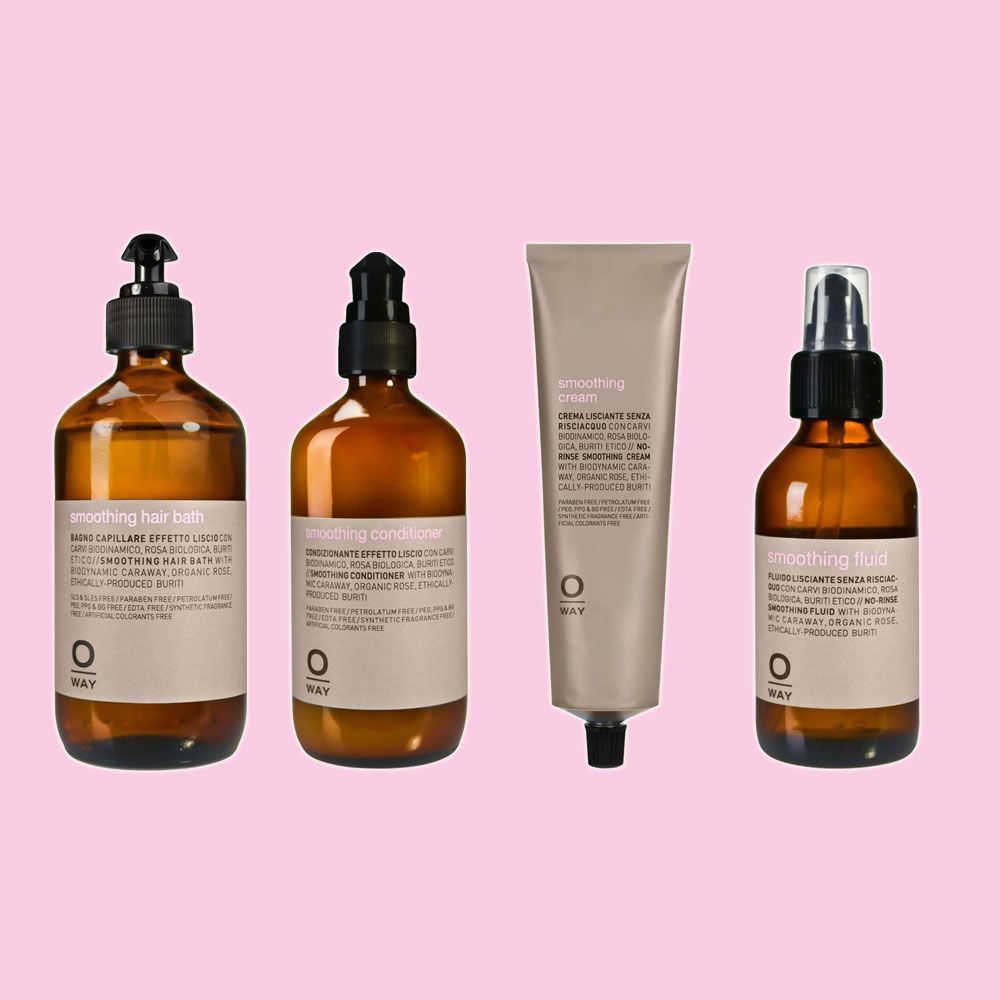 smoothing hair bath
BAGNO CAPILLARE EFFETTO LISCIO CON
CARVI BIODINAMICO, ROSA BIOLOGICA, BURITI
ETICO//SMOOTHING HAIR BATH WITH
BIODYNAMIC CARAWAY, ORGANIC ROSE,
ETHICALLY-PRODUCED BURITI
SLS & SLES FREE / PARABEN FREE / PETROLATUM FREE /
PEG, PPG & BG FREE / EDTA FREE / SYNTHETIC FRAGRANCE
FREE / ARTIFICIAL COLORANTS FREE
O
WAY
smoothing conditioner
CONDIZIONANTE EFFETTO LISCIO CON CARVI
BIODINAMICO, ROSA BIOLOGICA, BURITI ETICO
//SMOOTHING CONDITIONER WITH BIODYNA-
MIC CARAWAY, ORGANIC ROSE, ETHICALLY-
PRODUCED BURITI
PARABEN FREE / PETROLATUM FREE / PEG, PPG & BG
FREE / EDTA FREE / SYNTHETIC FRAGRANCE FREE /
ARTIFICIAL COLORANTS FREE
O
WAY
smoothing
cream
CREMA LISCIANTE SENZA
RISCIACQUO CON CARVI
BIODINAMICO, ROSA BIOLO-
GICA, BURITI ETICO // NO-
RINSE SMOOTHING CREAM
WITH BIODYNAMIC CARA-
WAY, ORGANIC ROSE, ETHI-
CALLY-PRODUCED BURITI
PARABEN FREE / PETROLATUM FREE
/ PEG, PPG & BG FREE / EDTA FREE /
SYNTHETIC FRAGRANCE FREE / ARTI-
FICIAL COLORANTS FREE
O
WAY
smoothing fluid
FLUIDO LISCIANTE SENZA RISCIAC-
QUO CON CARVI BIODINAMICO, ROSA
BIOLOGICA, BURITI ETICO // NO-RINSE
SMOOTHING FLUID WITH BIODYNA-
MIC CARAWAY, ORGANIC ROSE,
ETHICALLY-PRODUCED BURITI
O
WAY